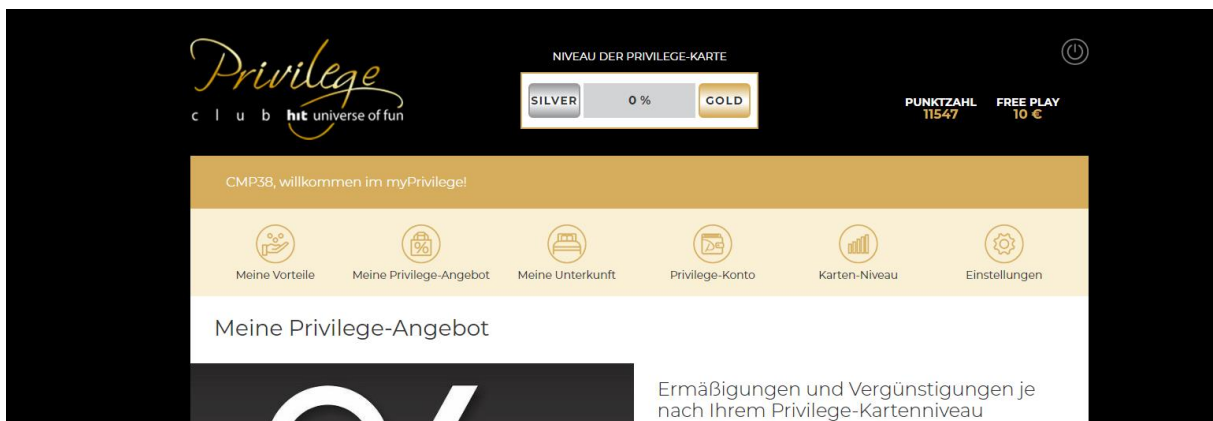 Privilege
club hit universe of fun
NIVEAU DER PRIVILEGE-KARTE
SILVER 0 % GOLD
PUNKTZAHL FREE PLAY
11547 10 €
CMP38, willkommen im myPrivilege!
Meine Vorteile Meine Privilege-Angebot Meine Unterkunft Privilege-Konto Karten-Niveau Einstellungen
Meine Privilege-Angebot
%
Ermäßigungen und Vergünstigungen je
nach Ihrem Privilege-Kartenniveau